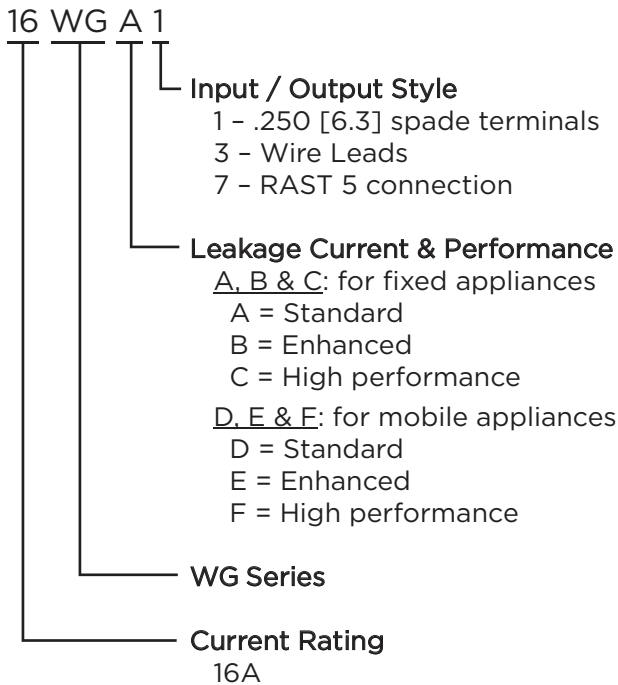 16 WG A 1
Input / Output Style
1 – .250 [6.3] spade terminals
3 – Wire Leads
7 – RAST 5 connection
Leakage Current & Performance
A, B & C: for fixed appliances
A = Standard
B = Enhanced
C = High performance
D, E & F: for mobile appliances
D = Standard
E = Enhanced
F = High performance
WG Series
Current Rating
16A